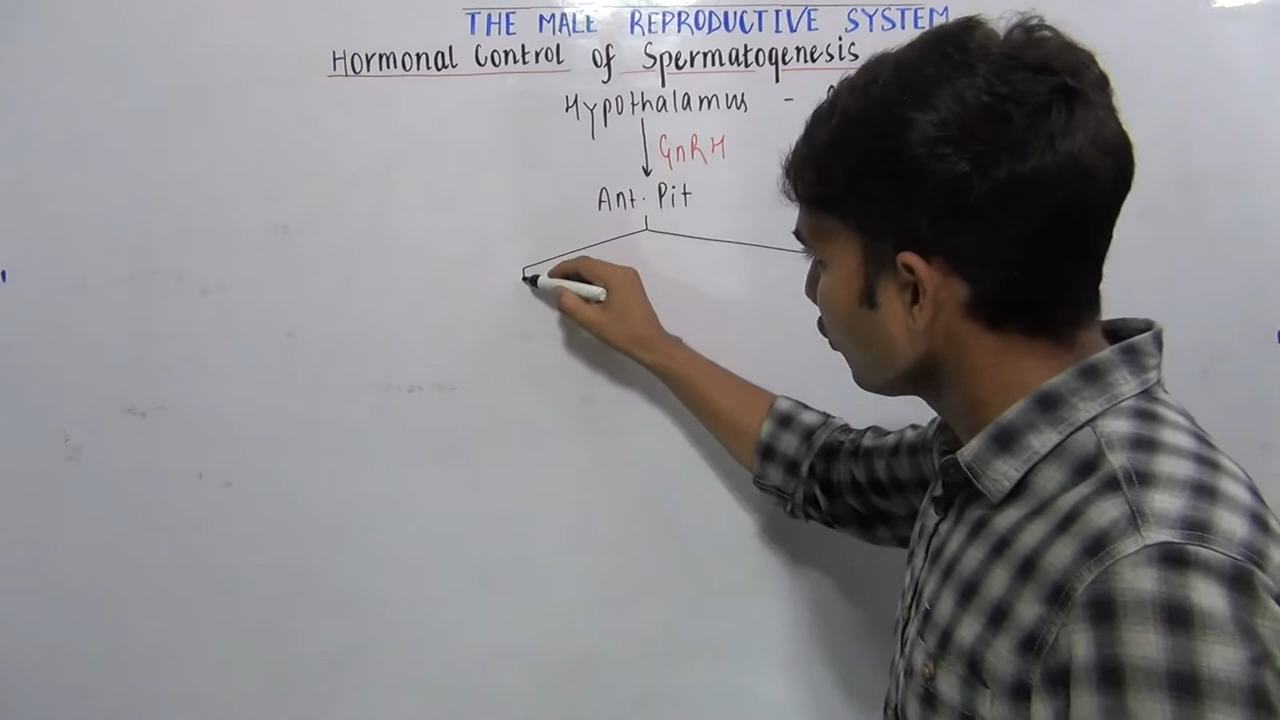 THE MALE REPRODUCTIVE SYSTEM
Hormonal Control of Spermatogenesis
Hypothalamus -
GnRH
Ant. Pit